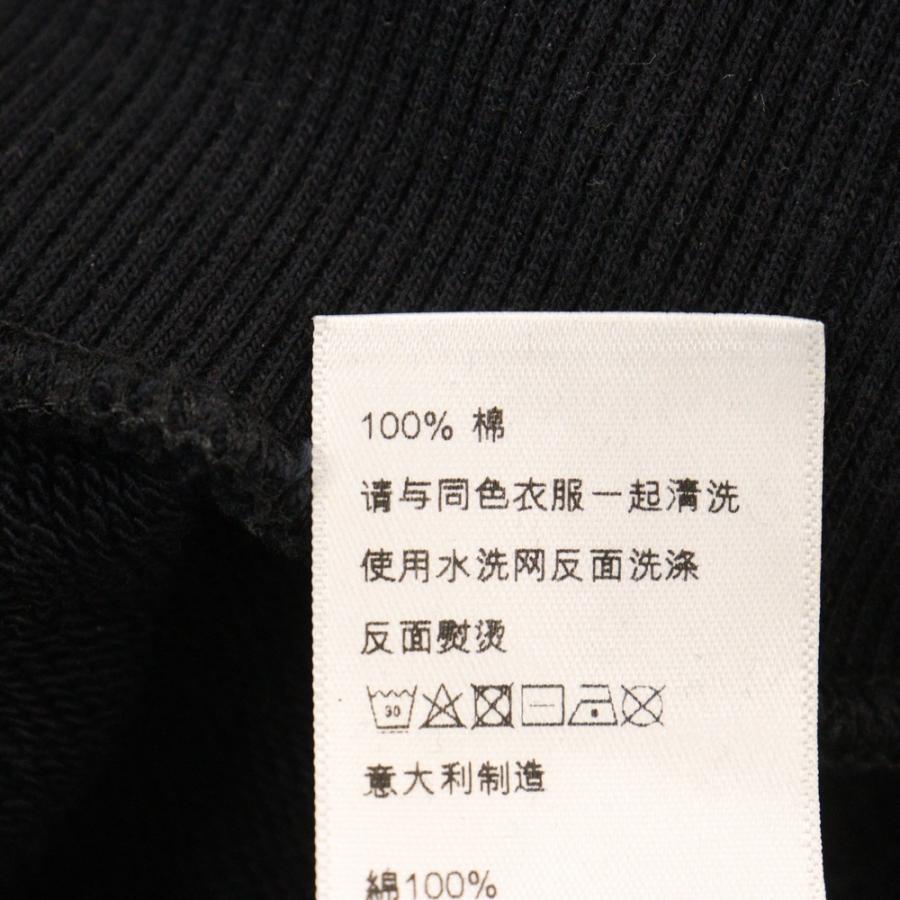 100% 棉
请与同色衣服一起清洗
使用水洗网反面洗涤
反面熨烫
30
意大利制造
綿100%